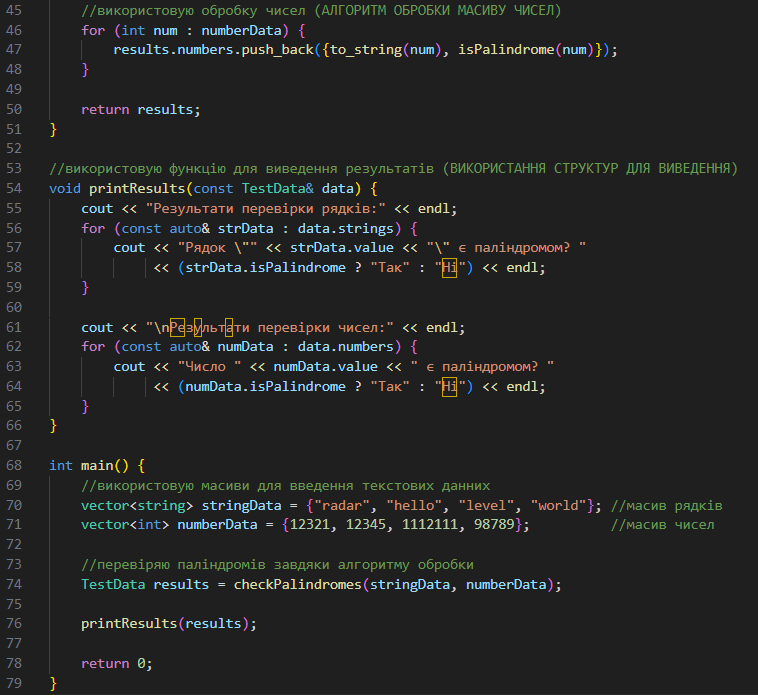 45 //використовую обробку чисел (АЛГОРИТМ ОБРОБКИ МАСИВУ ЧИСЕЛ)
46 for (int num : numberData) {
47 results.numbers.push_back({to_string(num), isPalindrome(num)});
48 }
49
50 return results;
51 }
52
53 //використовую функцію для виведення результатів (ВИКОРИСТАННЯ СТРУКТУР ДЛЯ ВИВЕДЕННЯ)
54 void printResults(const TestData& data) {
55 cout << "Результати перевірки рядків:" << endl;
56 for (const auto& strData : data.strings) {
57 cout << "Рядок \"" << strData.value << "\" є паліндромом? "
58 << (strData.isPalindrome ? "Так" : "Ні") << endl;
59 }
60
61 cout << "\nРезультати перевірки чисел:" << endl;
62 for (const auto& numData : data.numbers) {
63 cout << "Число " << numData.value << " є паліндромом? "
64 << (numData.isPalindrome ? "Так" : "Ні") << endl;
65 }
66 }
67
68 int main() {
69 //використовую масиви для введення текстових данних
70 vector<string> stringData = {"radar", "hello", "level", "world"}; //масив рядків
71 vector<int> numberData = {12321, 12345, 1112111, 98789}; //масив чисел
72
73 //перевіряю паліндромів завдяки алгоритму обробки
74 TestData results = checkPalindromes(stringData, numberData);
75
76 printResults(results);
77
78 return 0;
79 }